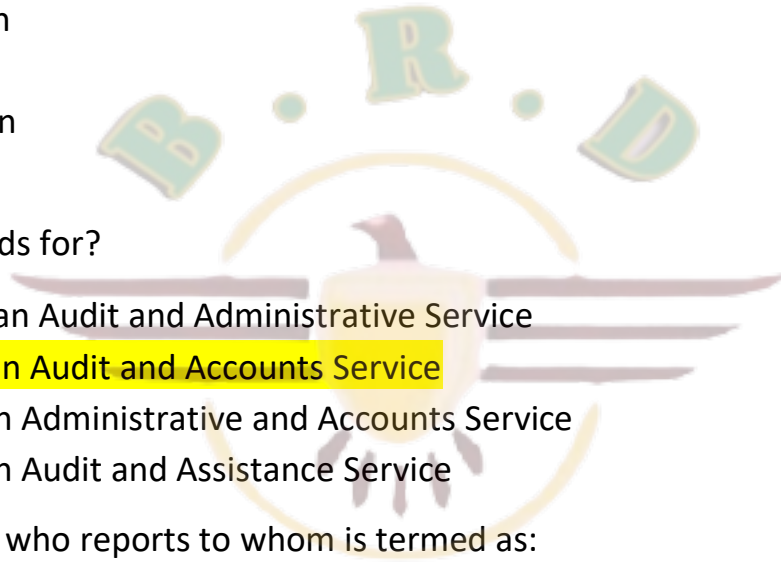 n
B . R . D
n
ds for?
an Audit and Administrative Service
n Audit and Accounts Service
n Administrative and Accounts Service
n Audit and Assistance Service
who reports to whom is termed as: